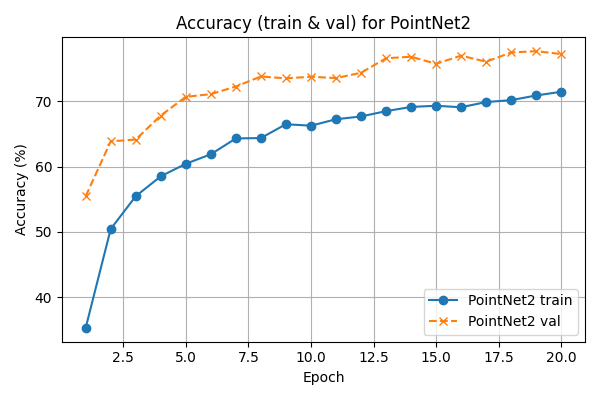 Accuracy (train & val) for PointNet2
Accuracy (%)
70
60
50
40
PointNet2 train
PointNet2 val
2.5 5.0 7.5 10.0 12.5 15.0 17.5 20.0
Epoch